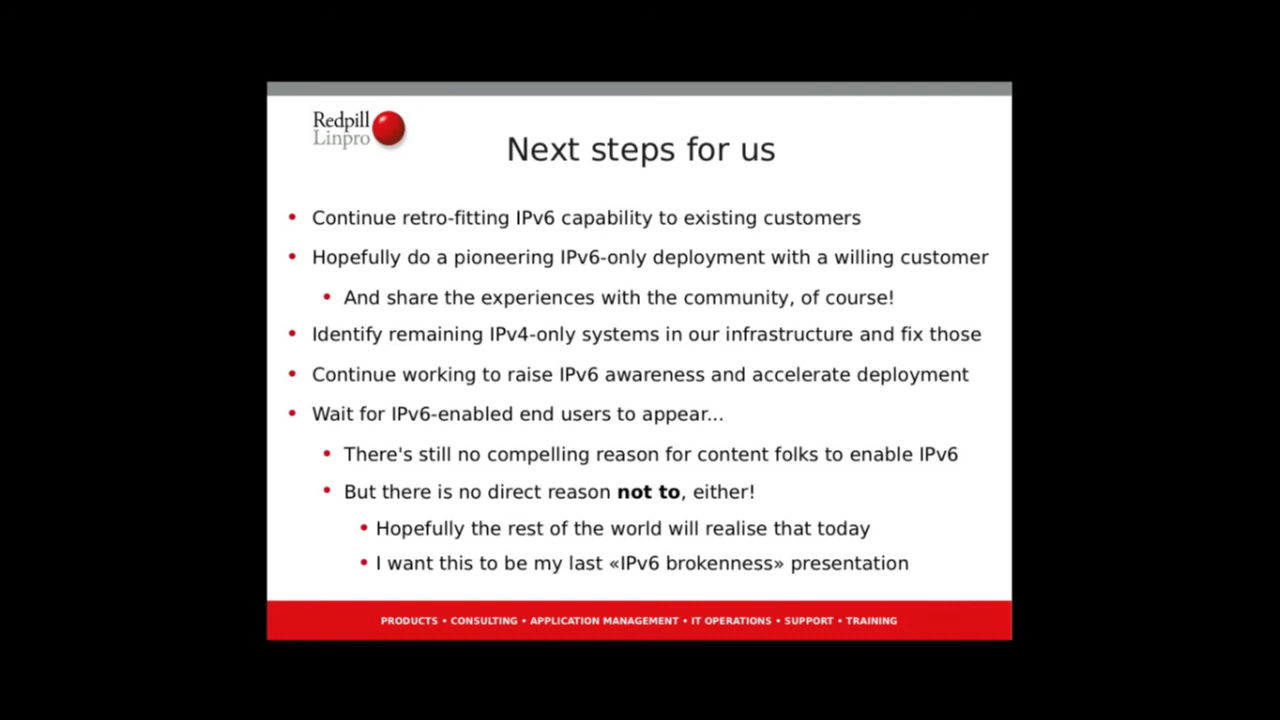 Redpill
Linpro
Next steps for us
• Continue retro-fitting IPv6 capability to existing customers
• Hopefully do a pioneering IPv6-only deployment with a willing customer
• And share the experiences with the community, of course!
• Identify remaining IPv4-only systems in our infrastructure and fix those
• Continue working to raise IPv6 awareness and accelerate deployment
• Wait for IPv6-enabled end users to appear...
• There's still no compelling reason for content folks to enable IPv6
• But there is no direct reason not to, either!
• Hopefully the rest of the world will realise that today
• I want this to be my last «IPv6 brokenness» presentation
PRODUCTS • CONSULTING • APPLICATION MANAGEMENT • IT OPERATIONS • SUPPORT • TRAINING